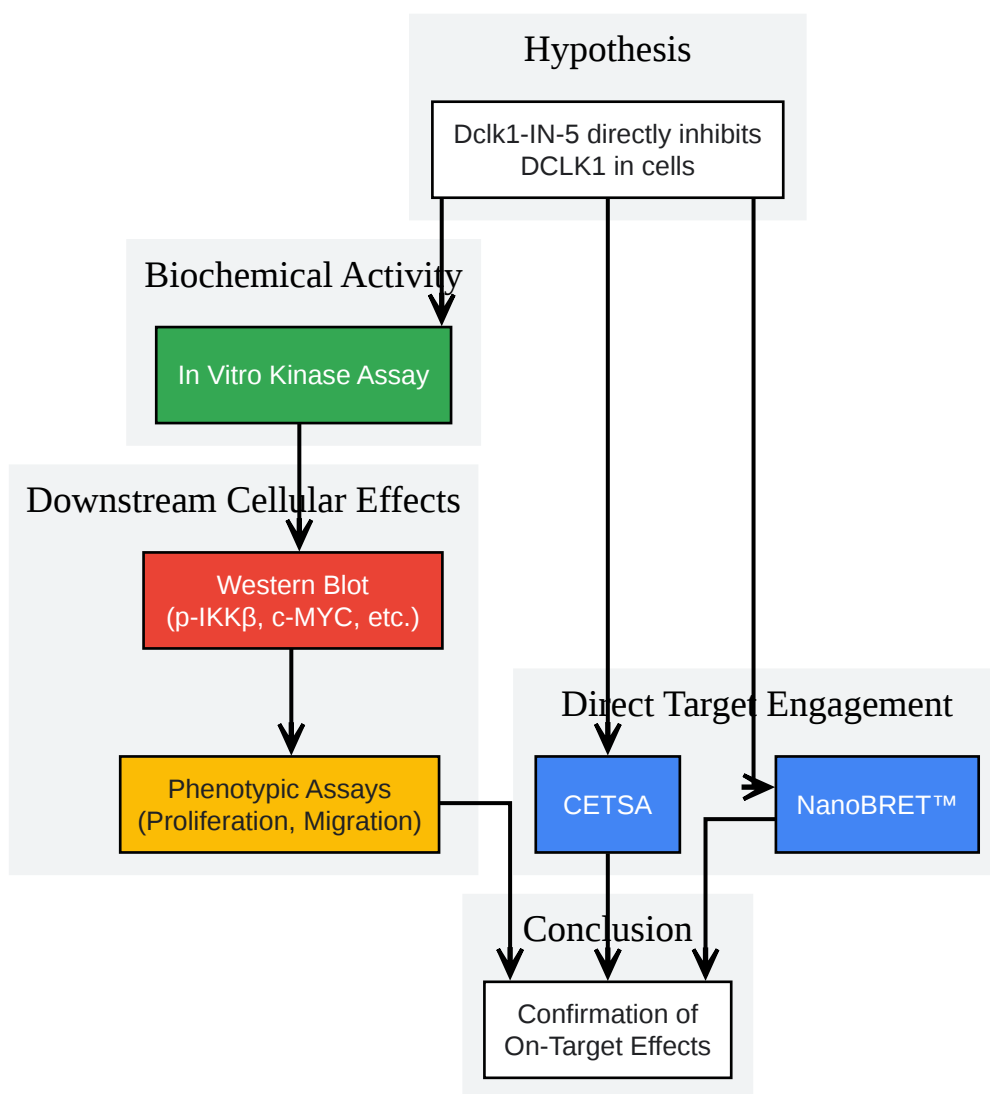 Hypothesis
Dclk1-IN-5 directly inhibits
DCLK1 in cells
Biochemical Activity
In Vitro Kinase Assay
Downstream Cellular Effects
Western Blot
(p-IKKβ, c-MYC, etc.)
Phenotypic Assays
(Proliferation, Migration)
Direct Target Engagement
CETSA
NanoBRET™
Conclusion
Confirmation of
On-Target Effects